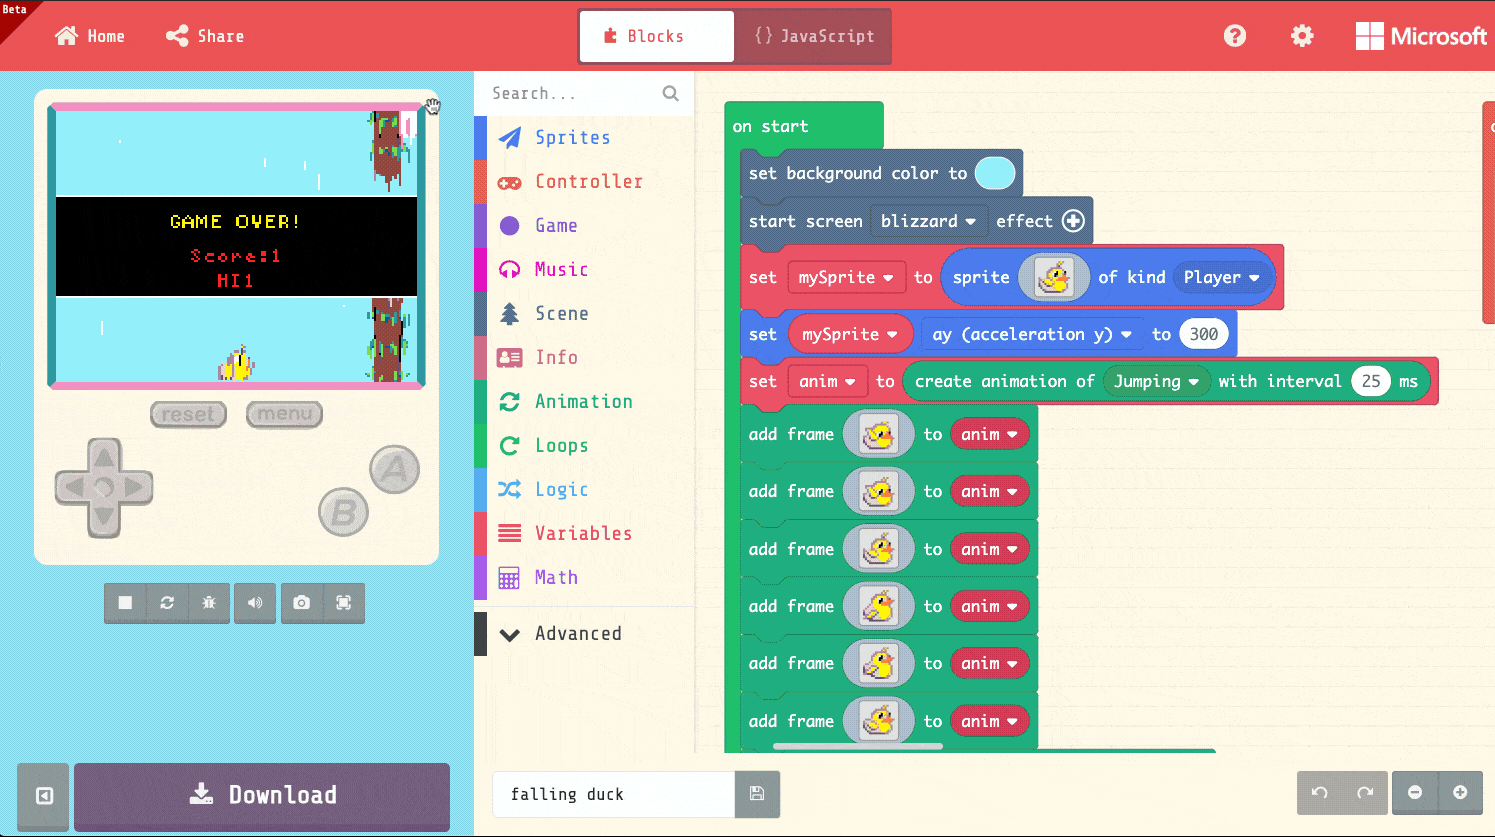 Beta
Home
Share
Blocks
{} JavaScript
Microsoft
GAME OVER!
Score:1
HI1
reset
menu
A
B
Download
Search...
Sprites
Controller
Game
Music
Scene
Info
Animation
Loops
Logic
Variables
Math
Advanced
on start
set background color to
start screen blizzard effect
set mySprite to sprite of kind Player
set mySprite ay (acceleration y) to 300
set anim to create animation of Jumping with interval 25 ms
add frame to anim
add frame to anim
add frame to anim
add frame to anim
add frame to anim
add frame to anim
falling duck